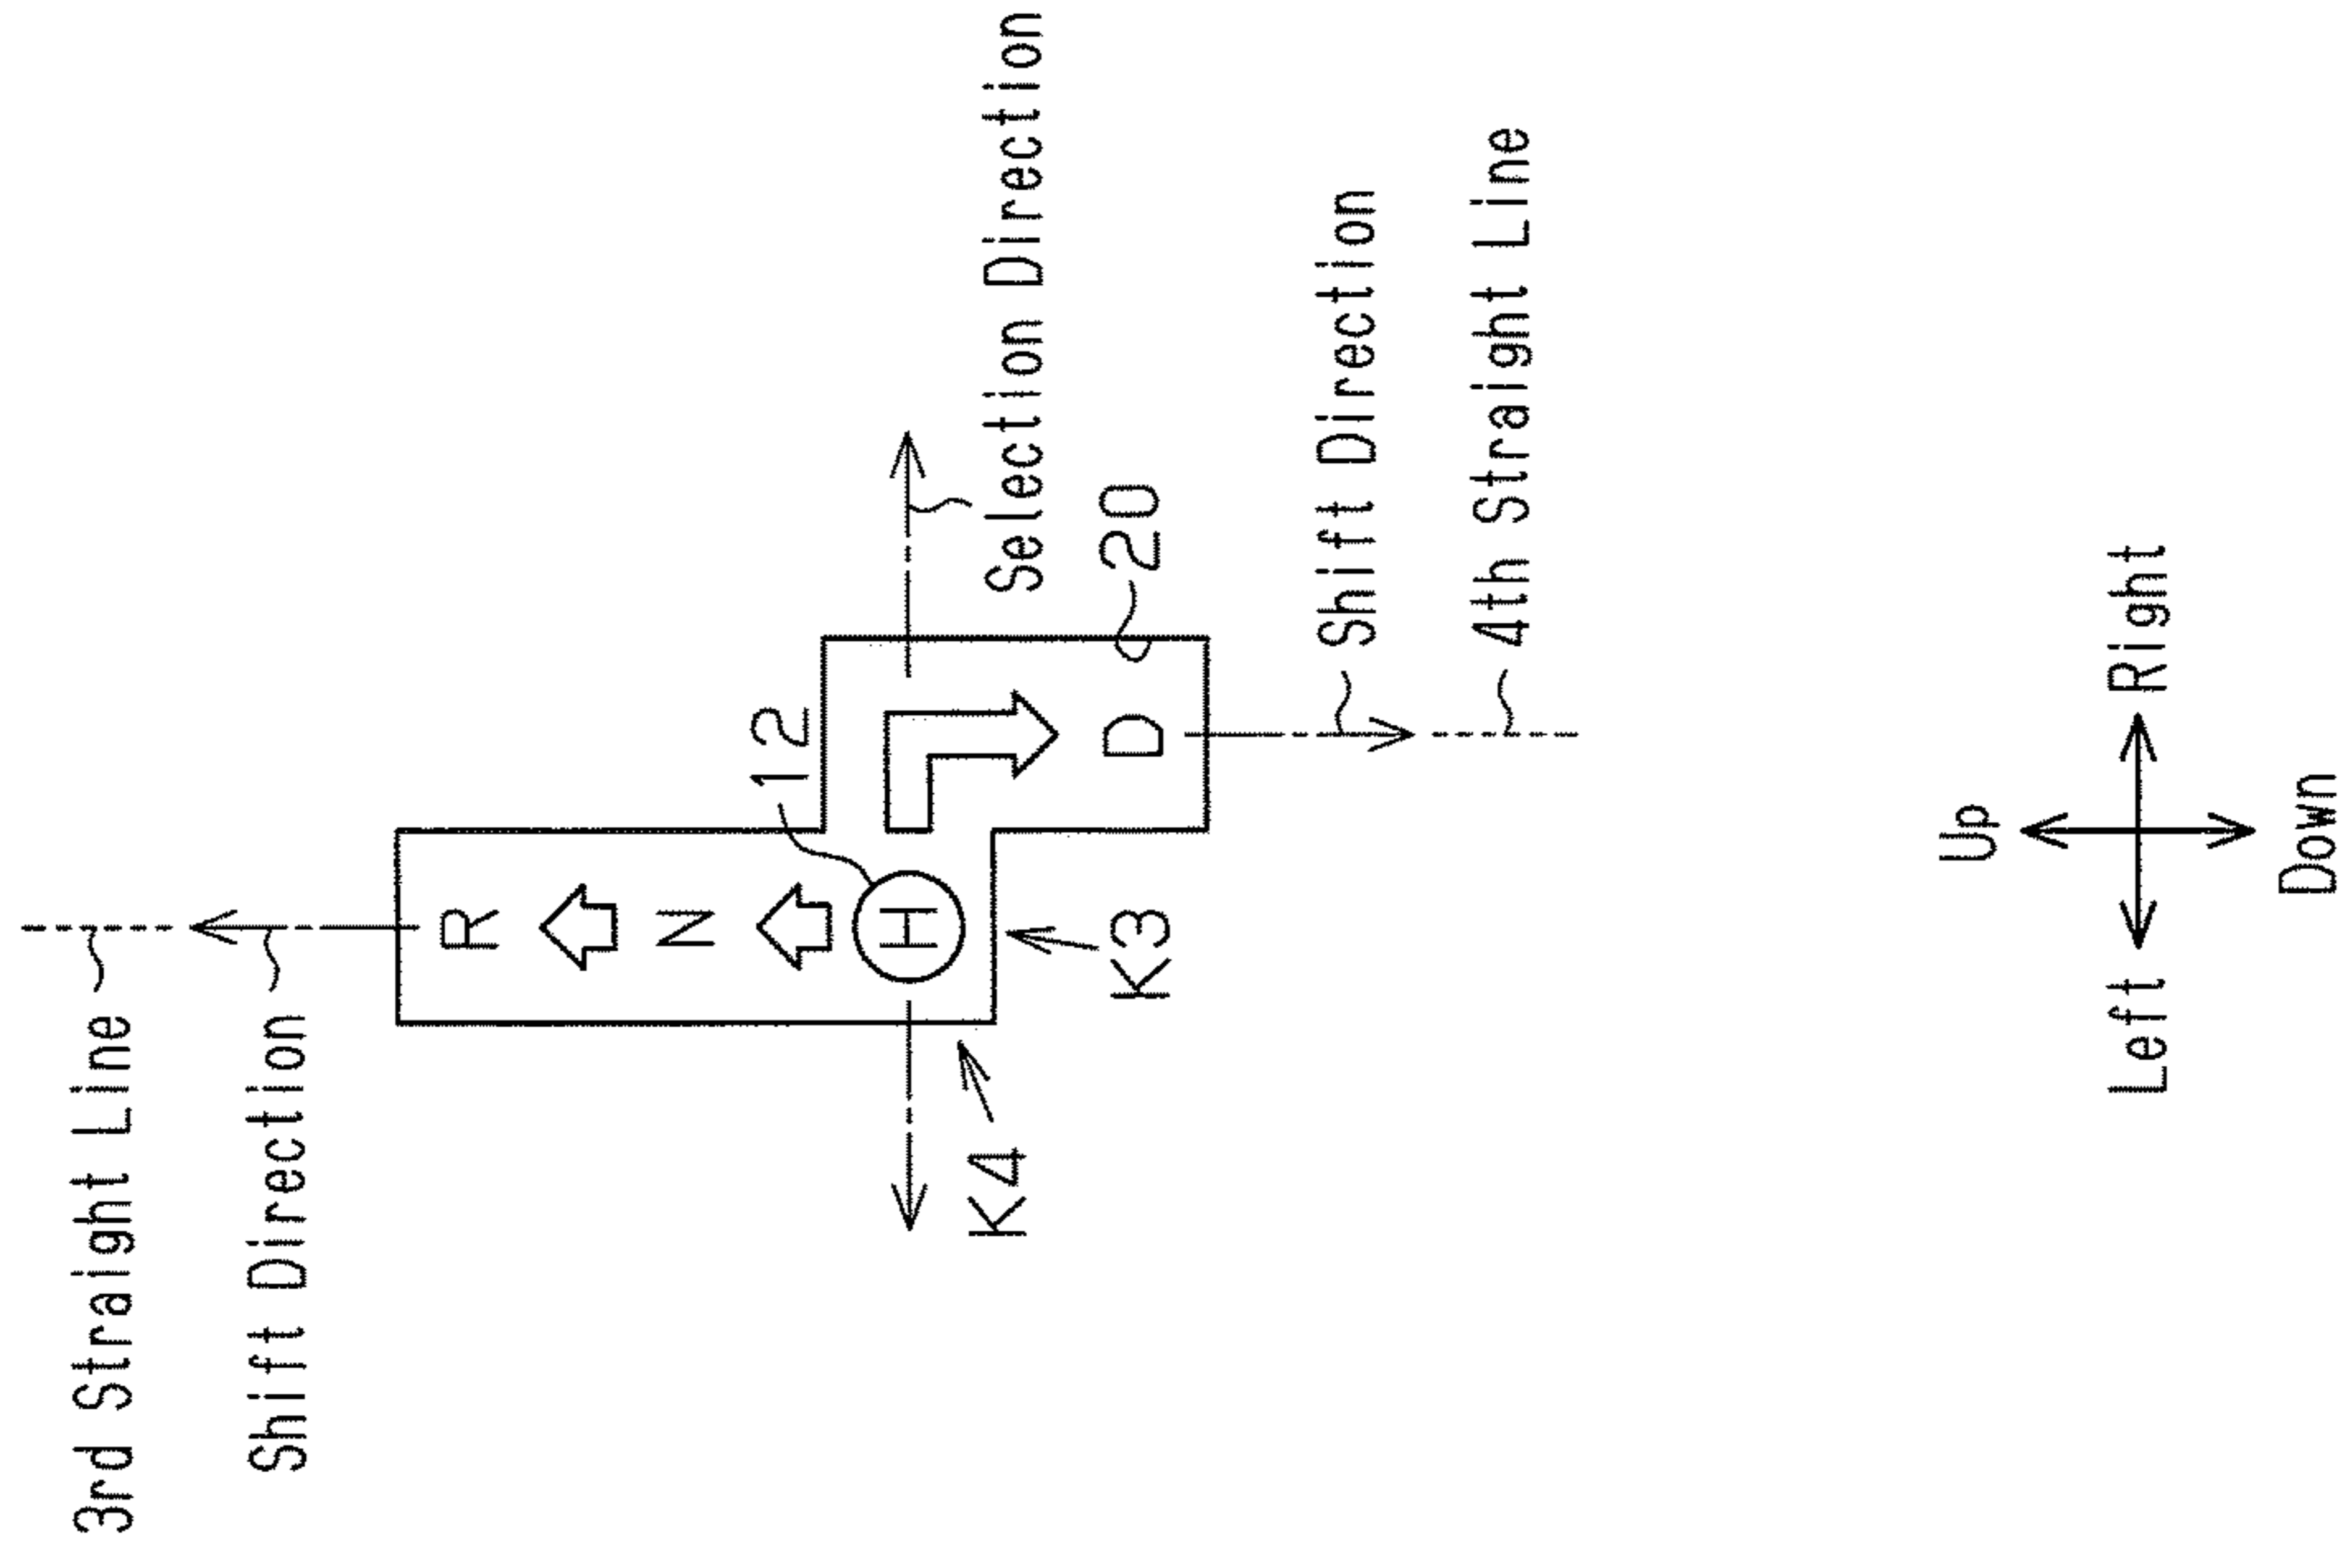 3rd Straight Line
Shift Direction
R
N
12
H
K4
Selection Direction
K3
D
20
Shift Direction
4th Straight Line
Up
Left
Right
Down